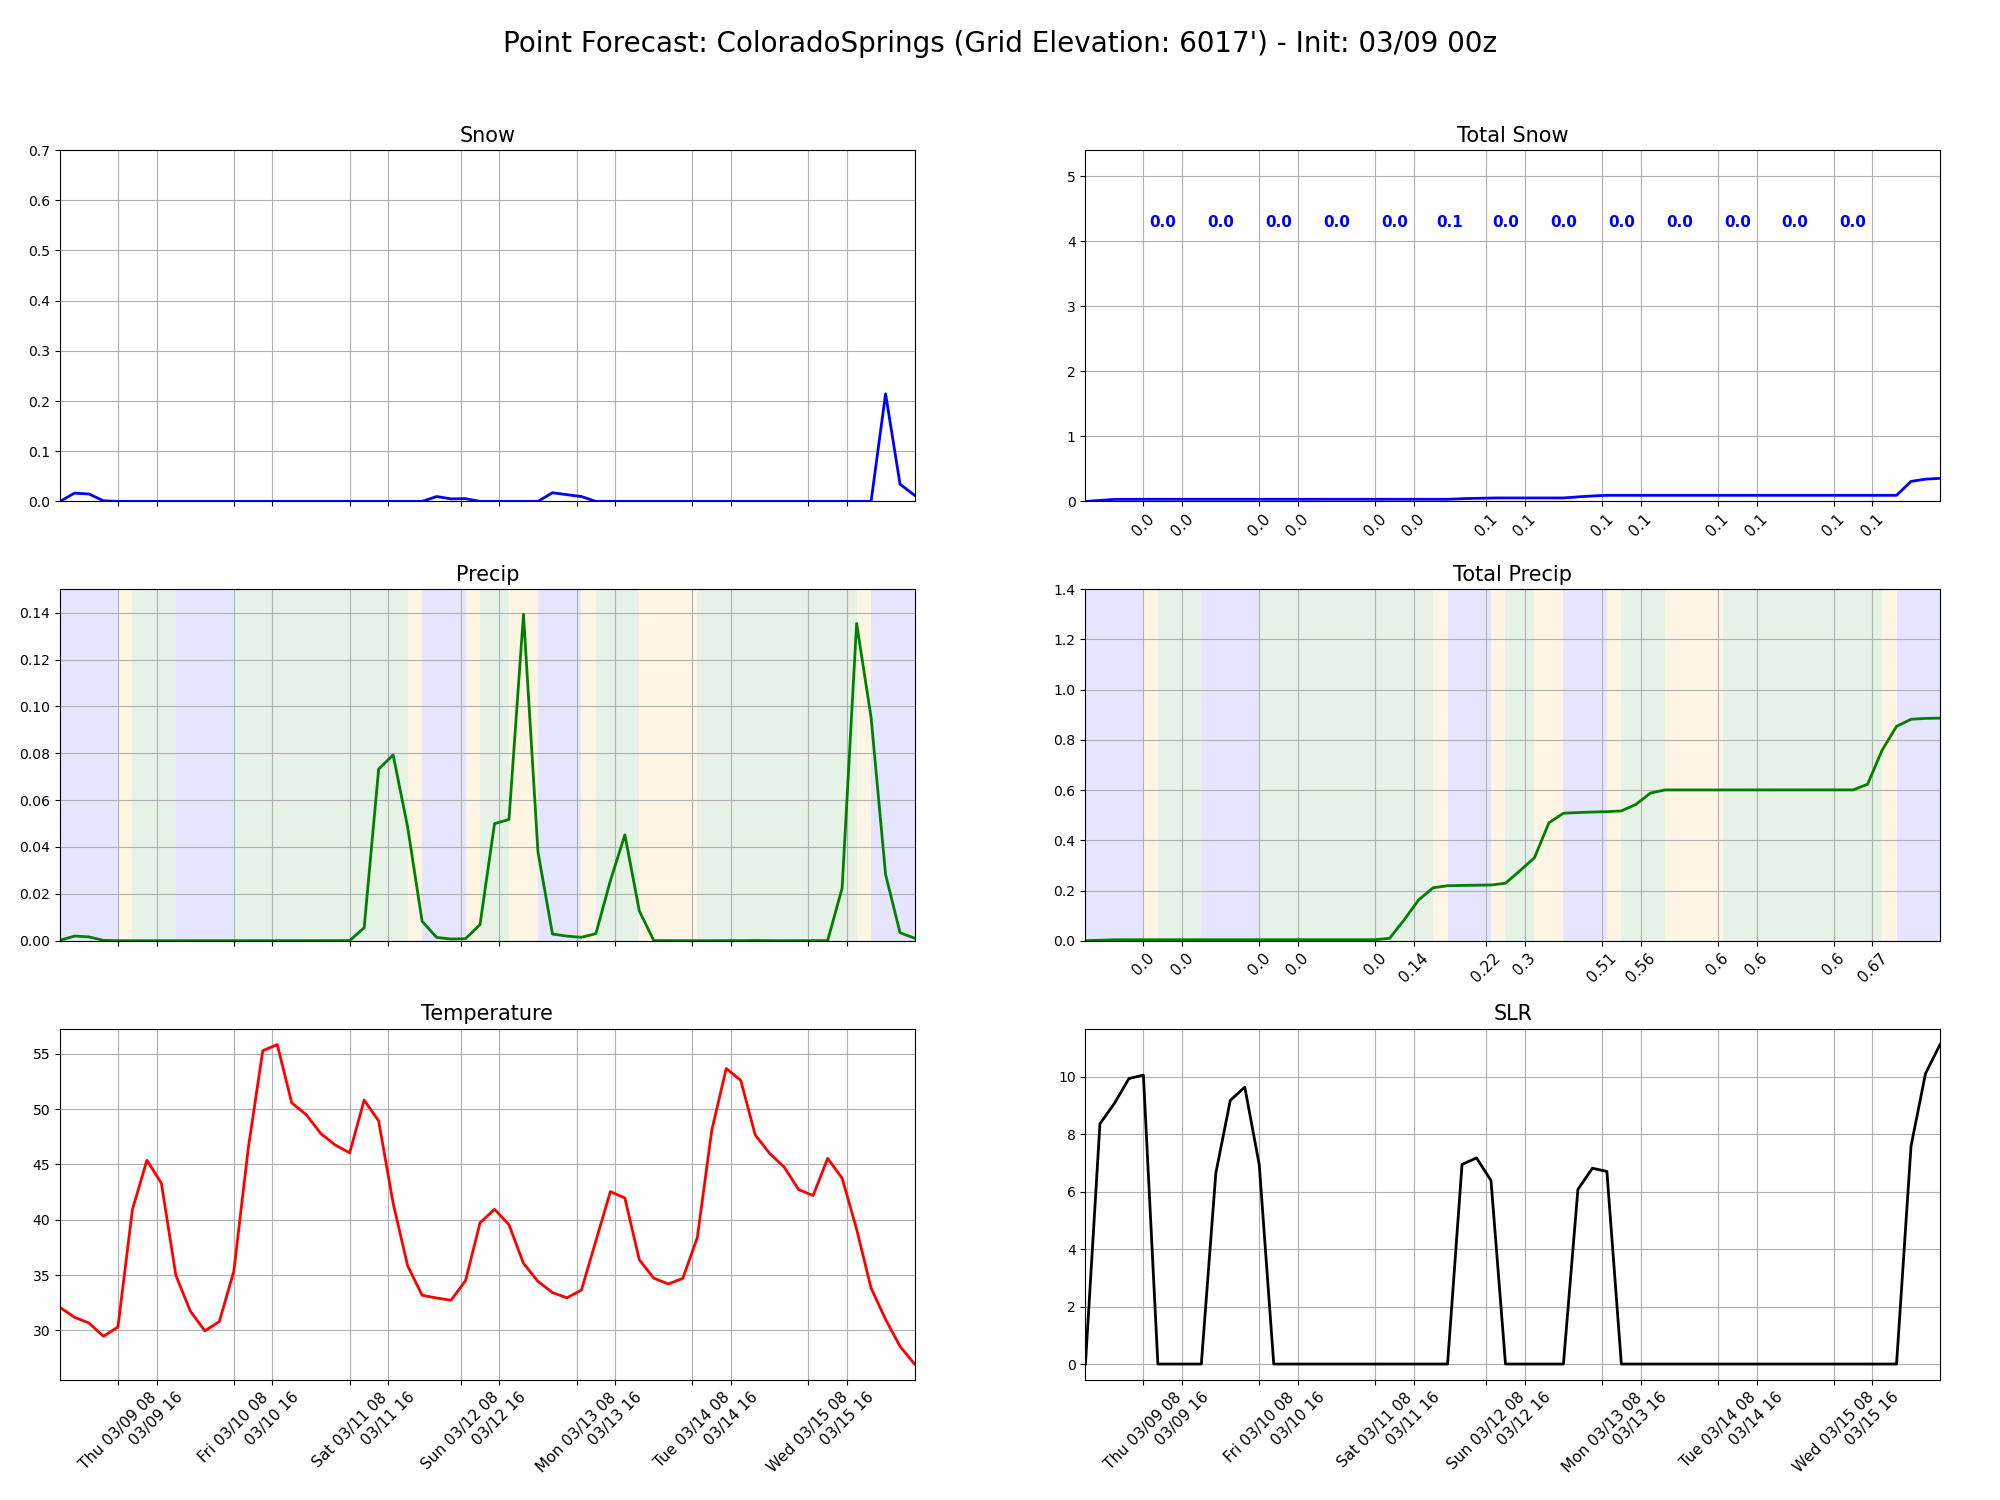 Point Forecast: ColoradoSprings (Grid Elevation: 6017') - Init: 03/09 00z
Snow
0.7
0.6
0.5
0.4
0.3
0.2
0.1
0.0
Total Snow
5
4
3
2
1
0
0.0 0.0 0.0 0.0 0.0 0.1 0.0 0.0 0.0 0.0 0.0 0.0 0.0
0.0 0.0 0.0 0.0 0.0 0.0 0.1 0.1 0.1 0.1 0.1 0.1 0.1 0.1
Precip
0.14
0.12
0.10
0.08
0.06
0.04
0.02
0.00
Total Precip
1.4
1.2
1.0
0.8
0.6
0.4
0.2
0.0
0.0 0.0 0.0 0.0 0.0 0.14 0.22 0.3 0.51 0.56 0.6 0.6 0.6 0.67
Temperature
55
50
45
40
35
30
Thu 03/09 08
03/09 16
Fri 03/10 08
03/10 16
Sat 03/11 08
03/11 16
Sun 03/12 08
03/12 16
Mon 03/13 08
03/13 16
Tue 03/14 08
03/14 16
Wed 03/15 08
03/15 16
SLR
10
8
6
4
2
0
Thu 03/09 08
03/09 16
Fri 03/10 08
03/10 16
Sat 03/11 08
03/11 16
Sun 03/12 08
03/12 16
Mon 03/13 08
03/13 16
Tue 03/14 08
03/14 16
Wed 03/15 08
03/15 16